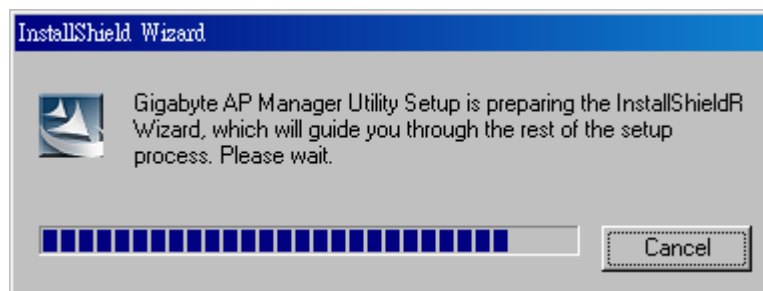 InstallShield Wizard
Gigabyte AP Manager Utility Setup is preparing the InstallShieldR
Wizard, which will guide you through the rest of the setup
process. Please wait.
Cancel